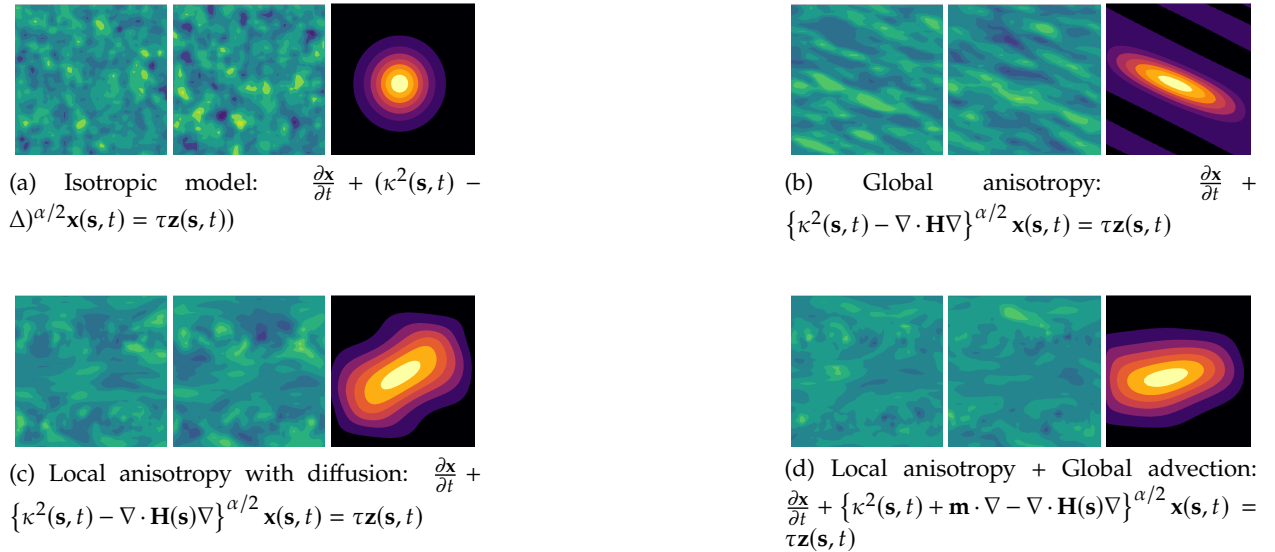 (a) Isotropic model: ∂𝐱/∂t + (κ²(𝐬, t) −
Δ)^{α/2}𝐱(𝐬, t) = τ𝐳(𝐬, t))
(b) Global anisotropy: ∂𝐱/∂t +
{κ²(𝐬, t) − ∇ · 𝐇∇}^{α/2} 𝐱(𝐬, t) = τ𝐳(𝐬, t)
(c) Local anisotropy with diffusion: ∂𝐱/∂t +
{κ²(𝐬, t) − ∇ · 𝐇(𝐬)∇}^{α/2} 𝐱(𝐬, t) = τ𝐳(𝐬, t)
(d) Local anisotropy + Global advection:
∂𝐱/∂t + {κ²(𝐬, t) + 𝐦 · ∇ − ∇ · 𝐇(𝐬)∇}^{α/2} 𝐱(𝐬, t) =
τ𝐳(𝐬, t)